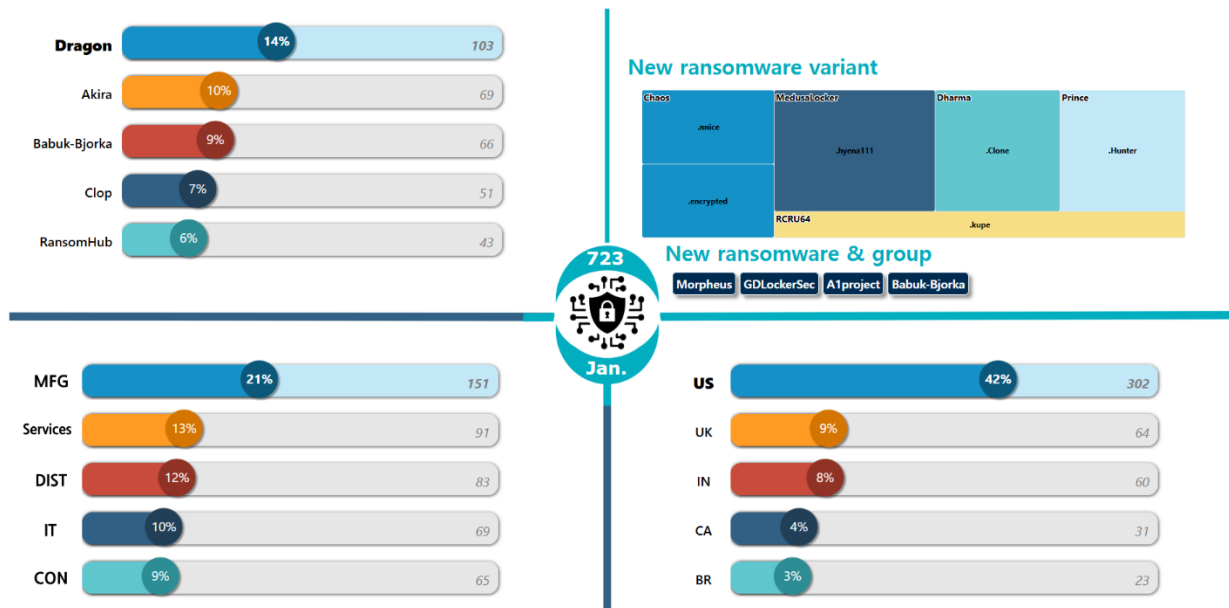 Dragon 14% 103
Akira 10% 69
Babuk-Bjorka 9% 66
Clop 7% 51
RansomHub 6% 43
New ransomware variant
Chaos MedusaLocker Dharma Prince
.nnice
.hyena111 .Clone .Hunter
.encrypted
RCRU64
.kupe
New ransomware & group
Morpheus GDLockerSec A1project Babuk-Bjorka
723
Jan.
MFG 21% 151
Services 13% 91
DIST 12% 83
IT 10% 69
CON 9% 65
US 42% 302
UK 9% 64
IN 8% 60
CA 4% 31
BR 3% 23